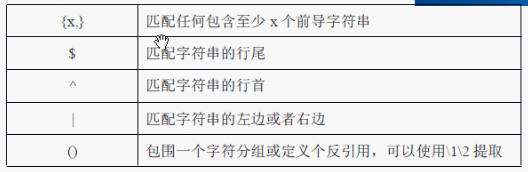 {x,} 匹配任何包含至少 x 个前导字符串
$ 匹配字符串的行尾
^ 匹配字符串的行首
| 匹配字符串的左边或者右边
() 包围一个字符分组或定义个反引用，可以使用\1\2 提取